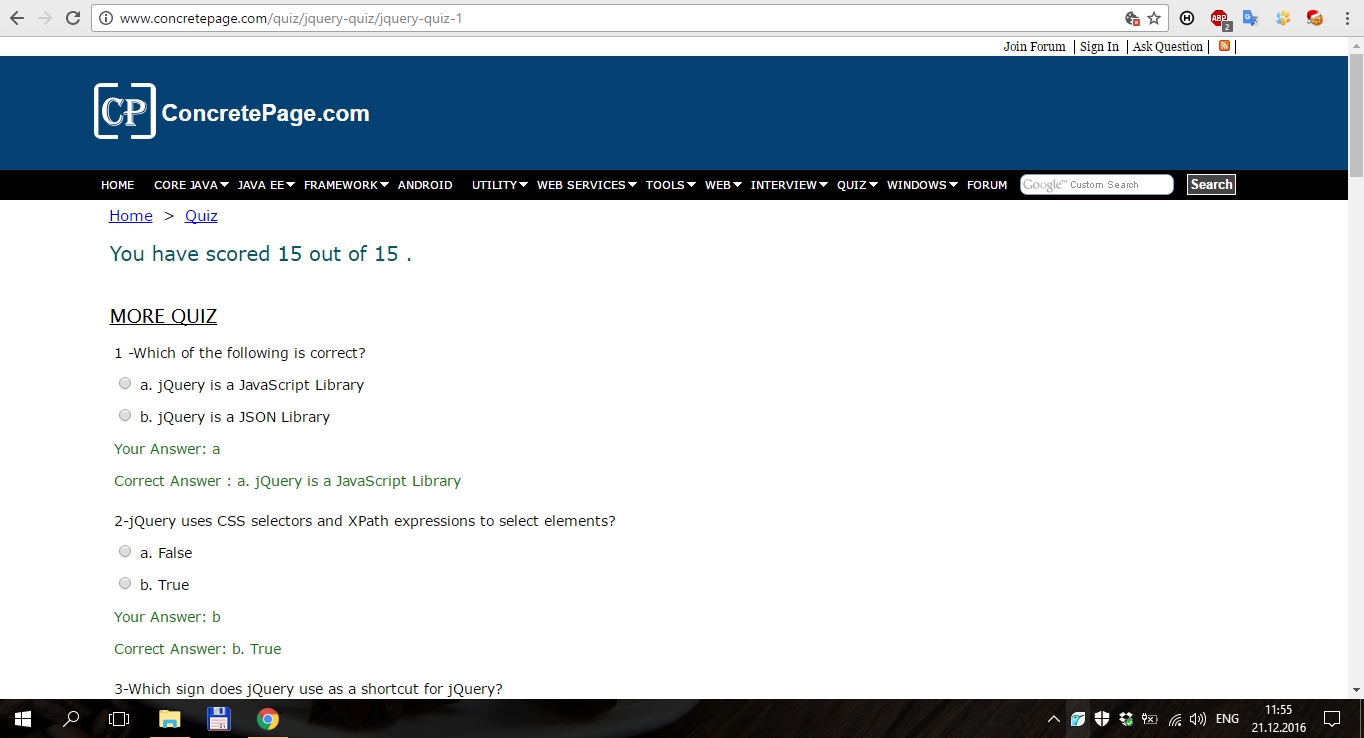 www.concretepage.com/quiz/jquery-quiz/jquery-quiz-1
ABP
2
Join Forum | Sign In | Ask Question |
CP ConcretePage.com
HOME CORE JAVA JAVA EE FRAMEWORK ANDROID UTILITY WEB SERVICES TOOLS WEB INTERVIEW QUIZ WINDOWS FORUM Google™ Custom Search Search
Home > Quiz
You have scored 15 out of 15 .
MORE QUIZ
1 -Which of the following is correct?
a. jQuery is a JavaScript Library
b. jQuery is a JSON Library
Your Answer: a
Correct Answer : a. jQuery is a JavaScript Library
2-jQuery uses CSS selectors and XPath expressions to select elements?
a. False
b. True
Your Answer: b
Correct Answer: b. True
3-Which sign does jQuery use as a shortcut for jQuery?
ENG
11:55
21.12.2016